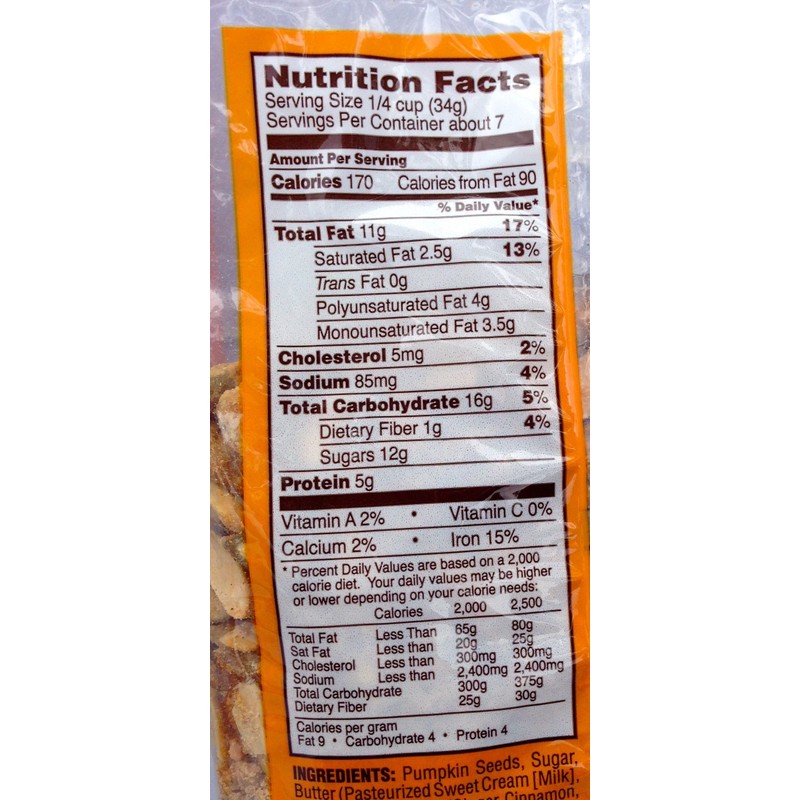 Nutrition Facts
Serving Size 1/4 cup (34g)
Servings Per Container about 7
Amount Per Serving
Calories 170 Calories from Fat 90
% Daily Value*
Total Fat 11g 17%
Saturated Fat 2.5g 13%
Trans Fat 0g
Polyunsaturated Fat 4g
Monounsaturated Fat 3.5g
Cholesterol 5mg 2%
Sodium 85mg 4%
Total Carbohydrate 16g 5%
Dietary Fiber 1g 4%
Sugars 12g
Protein 5g
Vitamin A 2% • Vitamin C 0%
Calcium 2% • Iron 15%
* Percent Daily Values are based on a 2,000
calorie diet. Your daily values may be higher
or lower depending on your calorie needs:
Calories 2,000 2,500
Total Fat Less Than 65g 80g
Sat Fat Less than 20g 25g
Cholesterol Less than 300mg 300mg
Sodium Less than 2,400mg 2,400mg
Total Carbohydrate 300g 375g
Dietary Fiber 25g 30g
Calories per gram
Fat 9 • Carbohydrate 4 • Protein 4
INGREDIENTS: Pumpkin Seeds, Sugar,
Butter (Pasteurized Sweet Cream [Milk],
Cinnamon,